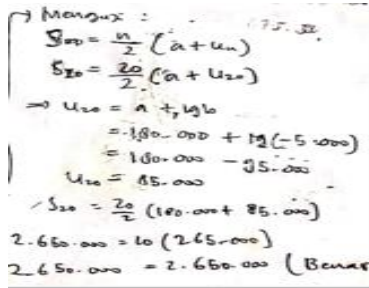 → Mengux :
S₂₀ = n/2 (a + Un)
S₂₀ = 20/2 (a + U₂₀)
⇒ U₂₀ = a + 19b
= 180.000 + 19(-5.000)
= 180.000 - 95.000
U₂₀ = 85.000
S₂₀ = 20/2 (180.000 + 85.000)
2.650.000 = 10 (265.000)
2.650.000 = 2.650.000 (Benar